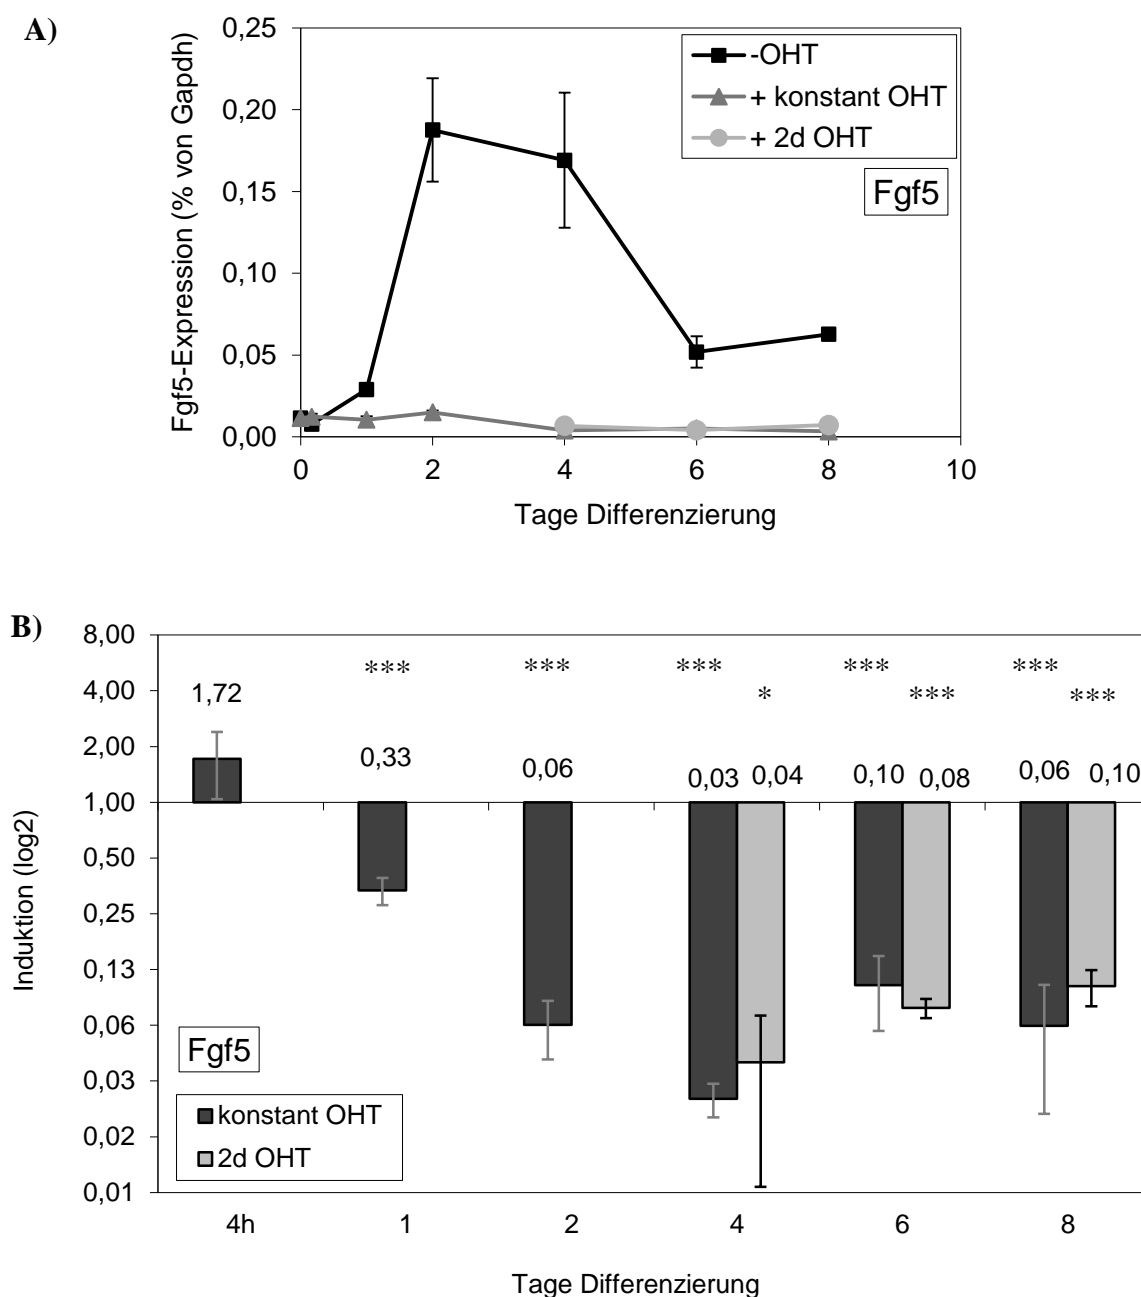 A)
0,25
0,20
0,15
0,10
0,05
0,00
Fgf5-Expression (% von Gapdh)
-OHT
+ konstant OHT
+ 2d OHT
Fgf5
0 2 4 6 8 10
Tage Differenzierung
B)
8,00
4,00
2,00
1,00
0,50
0,25
0,13
0,06
0,03
0,02
0,01
Induktion (log2)
*** *** *** *** ***
* *** ***
1,72 0,33 0,06 0,03 0,04 0,10 0,08 0,06 0,10
Fgf5
konstant OHT
2d OHT
4h 1 2 4 6 8
Tage Differenzierung